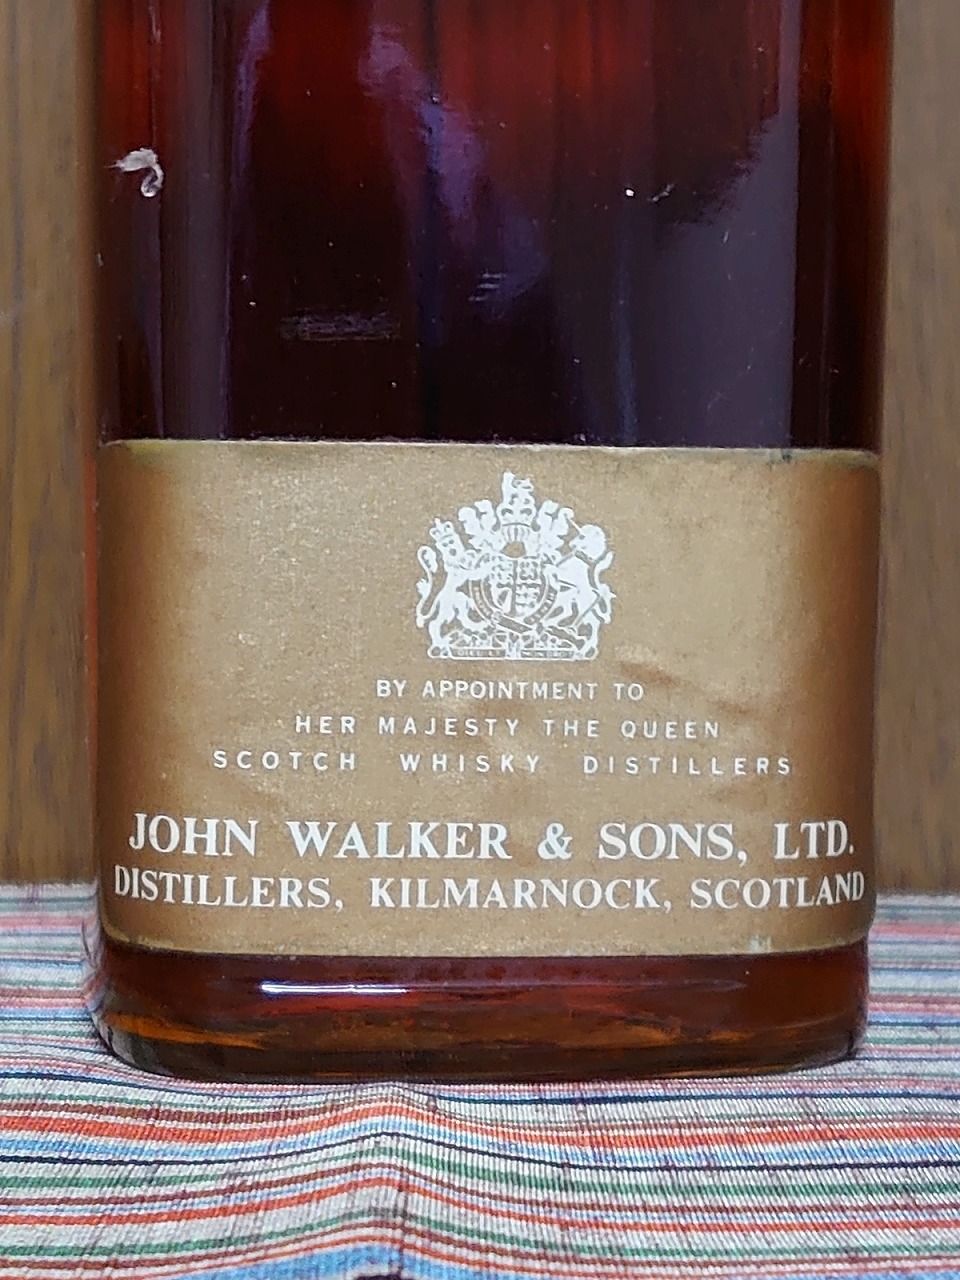 BY APPOINTMENT TO
HER MAJESTY THE QUEEN
SCOTCH WHISKY DISTILLERS
JOHN WALKER & SONS, LTD.
DISTILLERS, KILMARNOCK, SCOTLAND